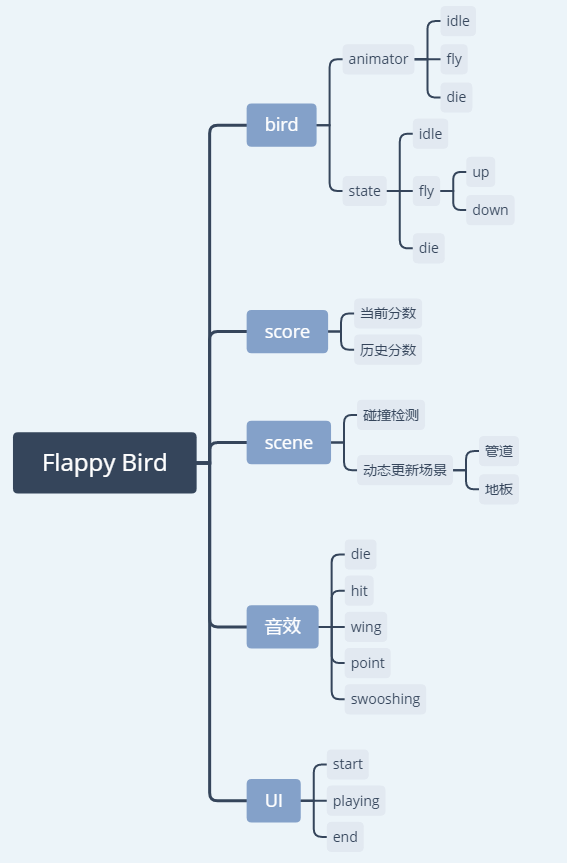 Flappy Bird
bird
animator
idle
fly
die
state
idle
fly
up
down
die
score
当前分数
历史分数
scene
碰撞检测
动态更新场景
管道
地板
音效
die
hit
wing
point
swooshing
UI
start
playing
end